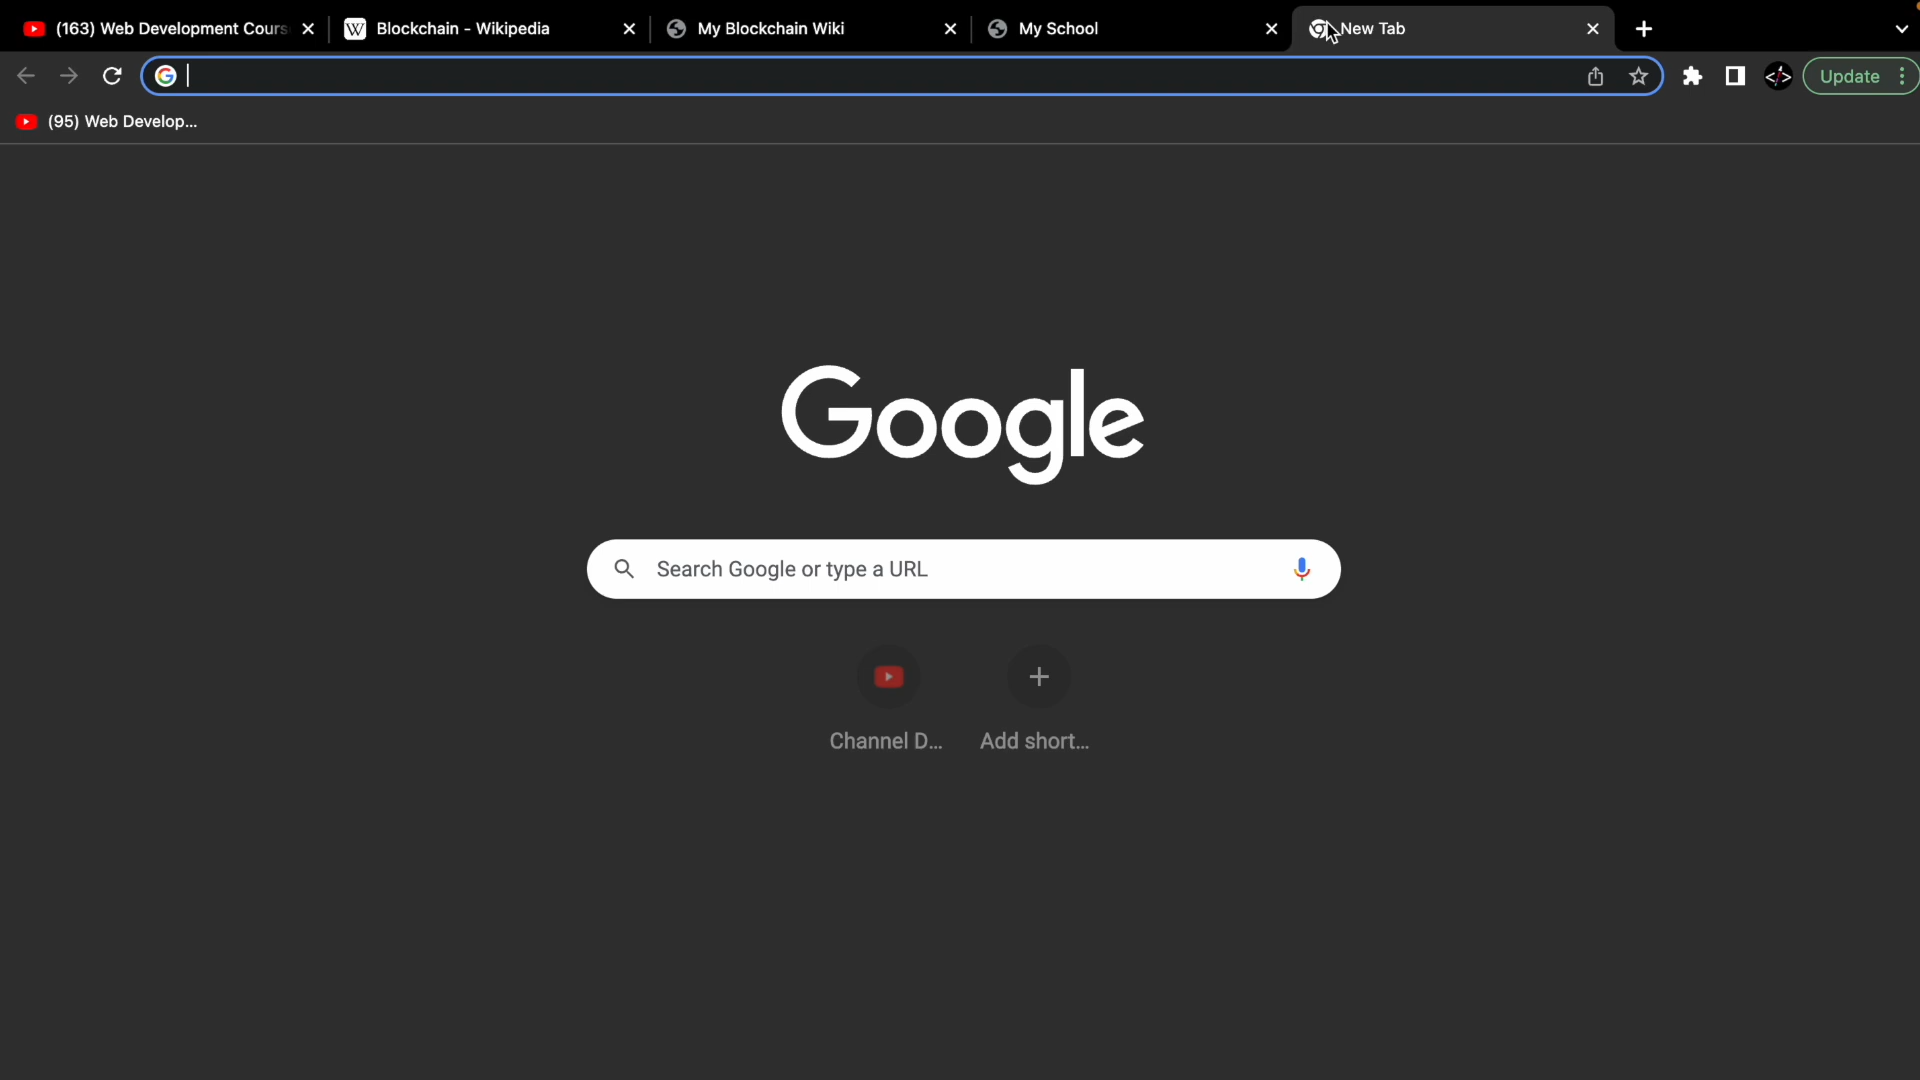 (163) Web Development Cours
Blockchain - Wikipedia
My Blockchain Wiki
My School
New Tab
Update
(95) Web Develop...
Google
Search Google or type a URL
Channel D...
Add short...